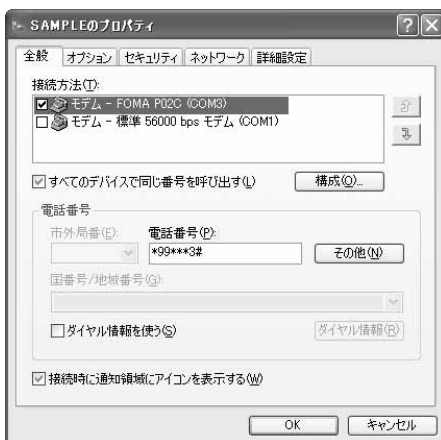 SAMPLEのプロパティ
全般 オプション セキュリティ ネットワーク 詳細設定
接続方法(T):
モデム - FOMA P02C (COM3)
モデム - 標準 56000 bps モデム (COM1)
すべてのデバイスで同じ番号を呼び出す(L) 構成(O)...
電話番号
市外局番(E): 電話番号(P):
*99***3# その他(N)
国番号/地域番号(G):
ダイヤル情報を使う(S) ダイヤル情報(R)
接続時に通知領域にアイコンを表示する(W)
OK キャンセル